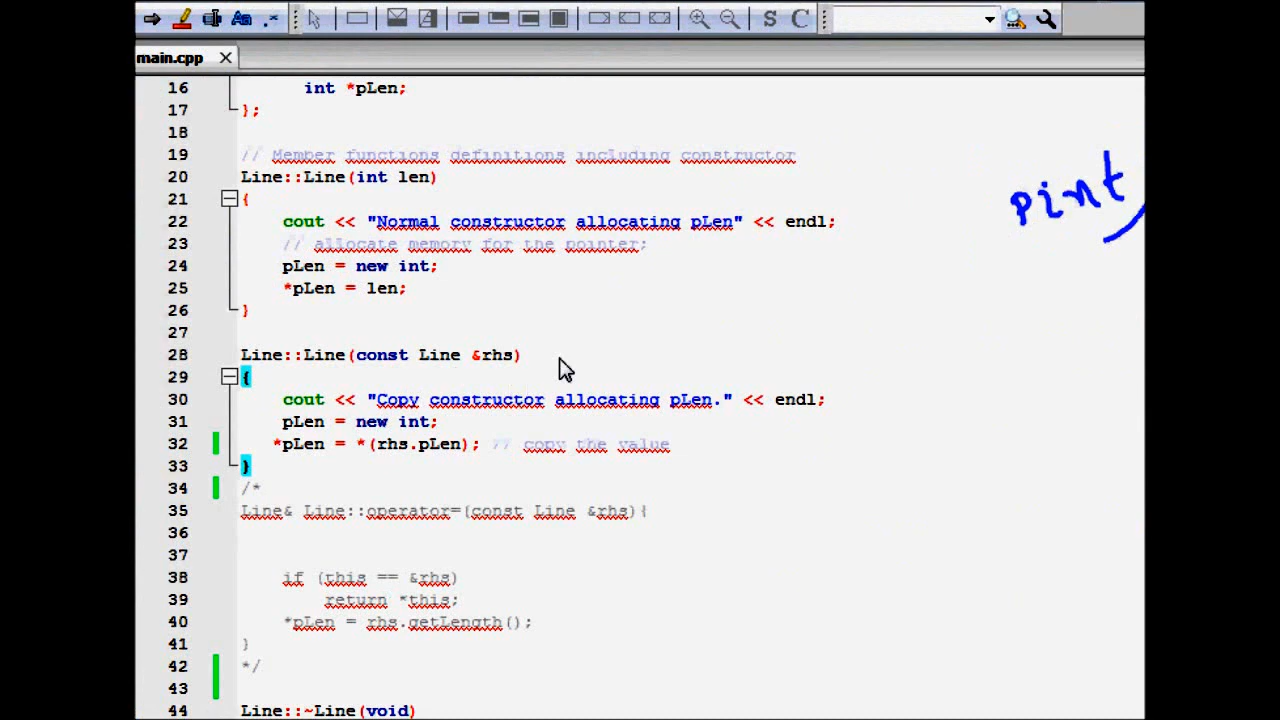 main.cpp
16 int *pLen;
17 };
18
19 // Member functions definitions including constructor
20 Line::Line(int len)
21 {
22 cout << "Normal constructor allocating pLen" << endl;
23 // allocate memory for the pointer;
24 pLen = new int;
25 *pLen = len;
26 }
27
28 Line::Line(const Line &rhs)
29 {
30 cout << "Copy constructor allocating pLen." << endl;
31 pLen = new int;
32 *pLen = *(rhs.pLen); // copy the value
33 }
34 /*
35 Line& Line::operator=(const Line &rhs){
36
37
38 if (this == &rhs)
39 return *this;
40 *pLen = rhs.getLength();
41 }
42 */
43
44 Line::~Line(void)
pint